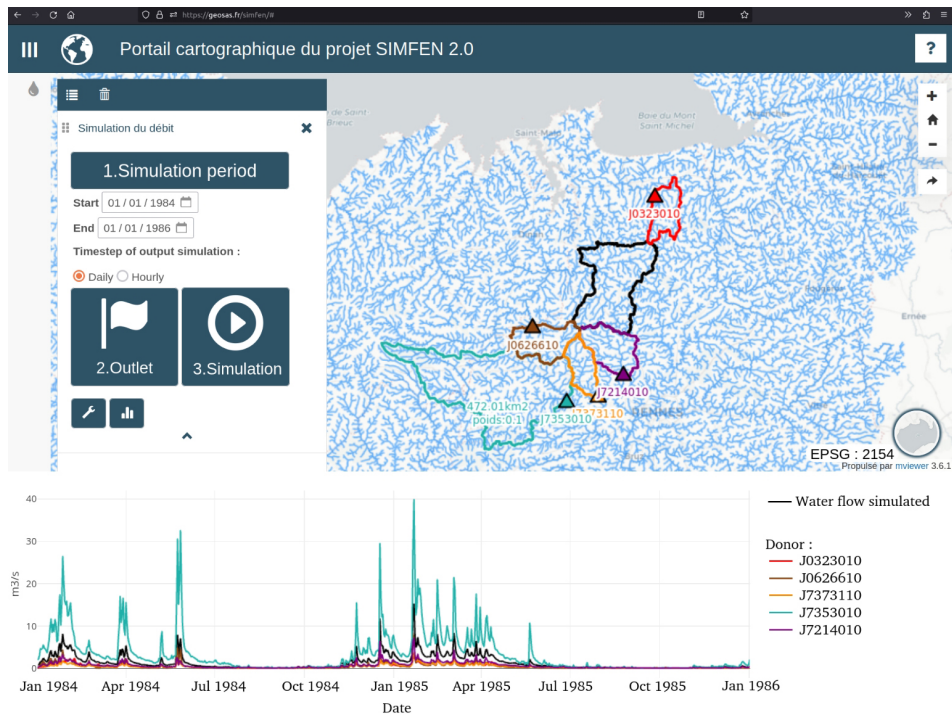 https://geosas.fr/simfen/#
Portail cartographique du projet SIMFEN 2.0
?
Simulation du débit
1.Simulation period
Start 01 / 01 / 1984
End 01 / 01 / 1986
Timestep of output simulation :
Daily Hourly
2.Outlet
3.Simulation
de Saint
Brieuc
Saint-Malo
Baie du Mont
Saint Michel
Avranches
Dinan
Fougères
Ernée
RENNES
J0323010
J0626610
J7214010
472.01km2
poids:0.1
J7353010
J7373110
EPSG : 2154
Propulsé par mviewer 3.6.1
40
30
20
10
0
m3/s
Jan 1984
Apr 1984
Jul 1984
Oct 1984
Jan 1985
Apr 1985
Jul 1985
Oct 1985
Jan 1986
Date
Water flow simulated
Donor :
J0323010
J0626610
J7373110
J7353010
J7214010